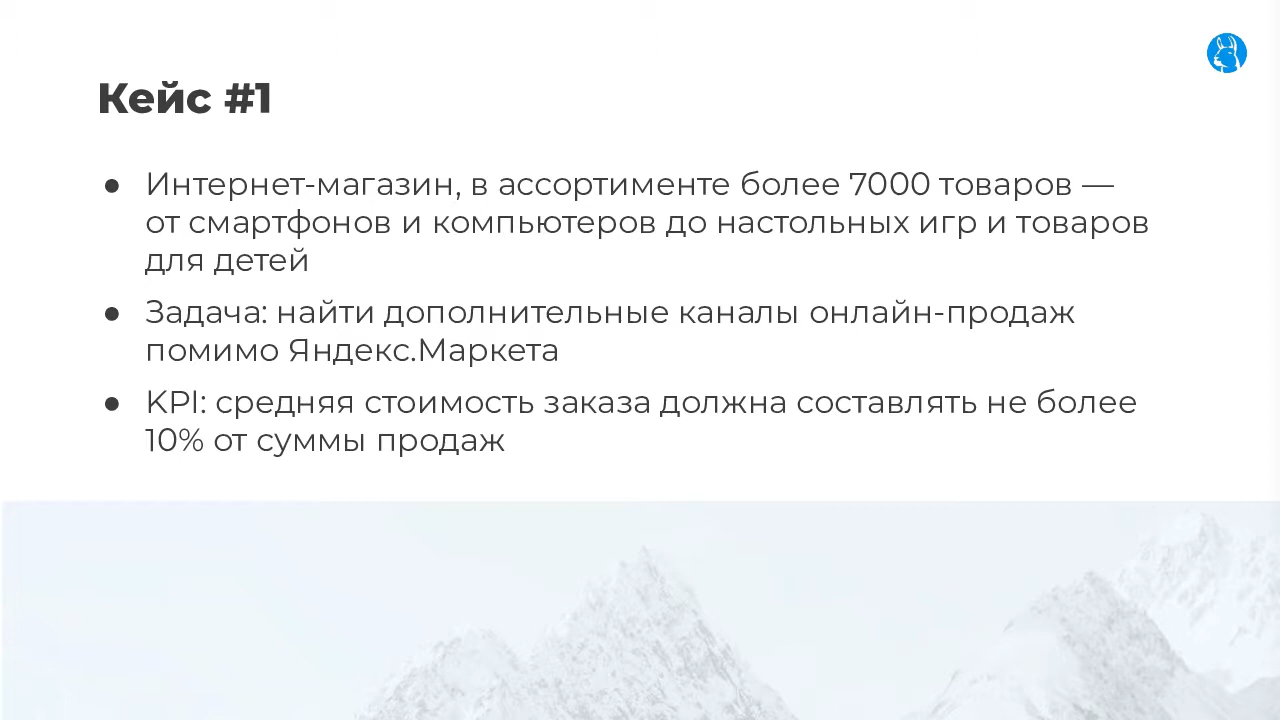 Кейс #1
● Интернет-магазин, в ассортименте более 7000 товаров —
от смартфонов и компьютеров до настольных игр и товаров
для детей
● Задача: найти дополнительные каналы онлайн-продаж
помимо Яндекс.Маркета
● KPI: средняя стоимость заказа должна составлять не более
10% от суммы продаж